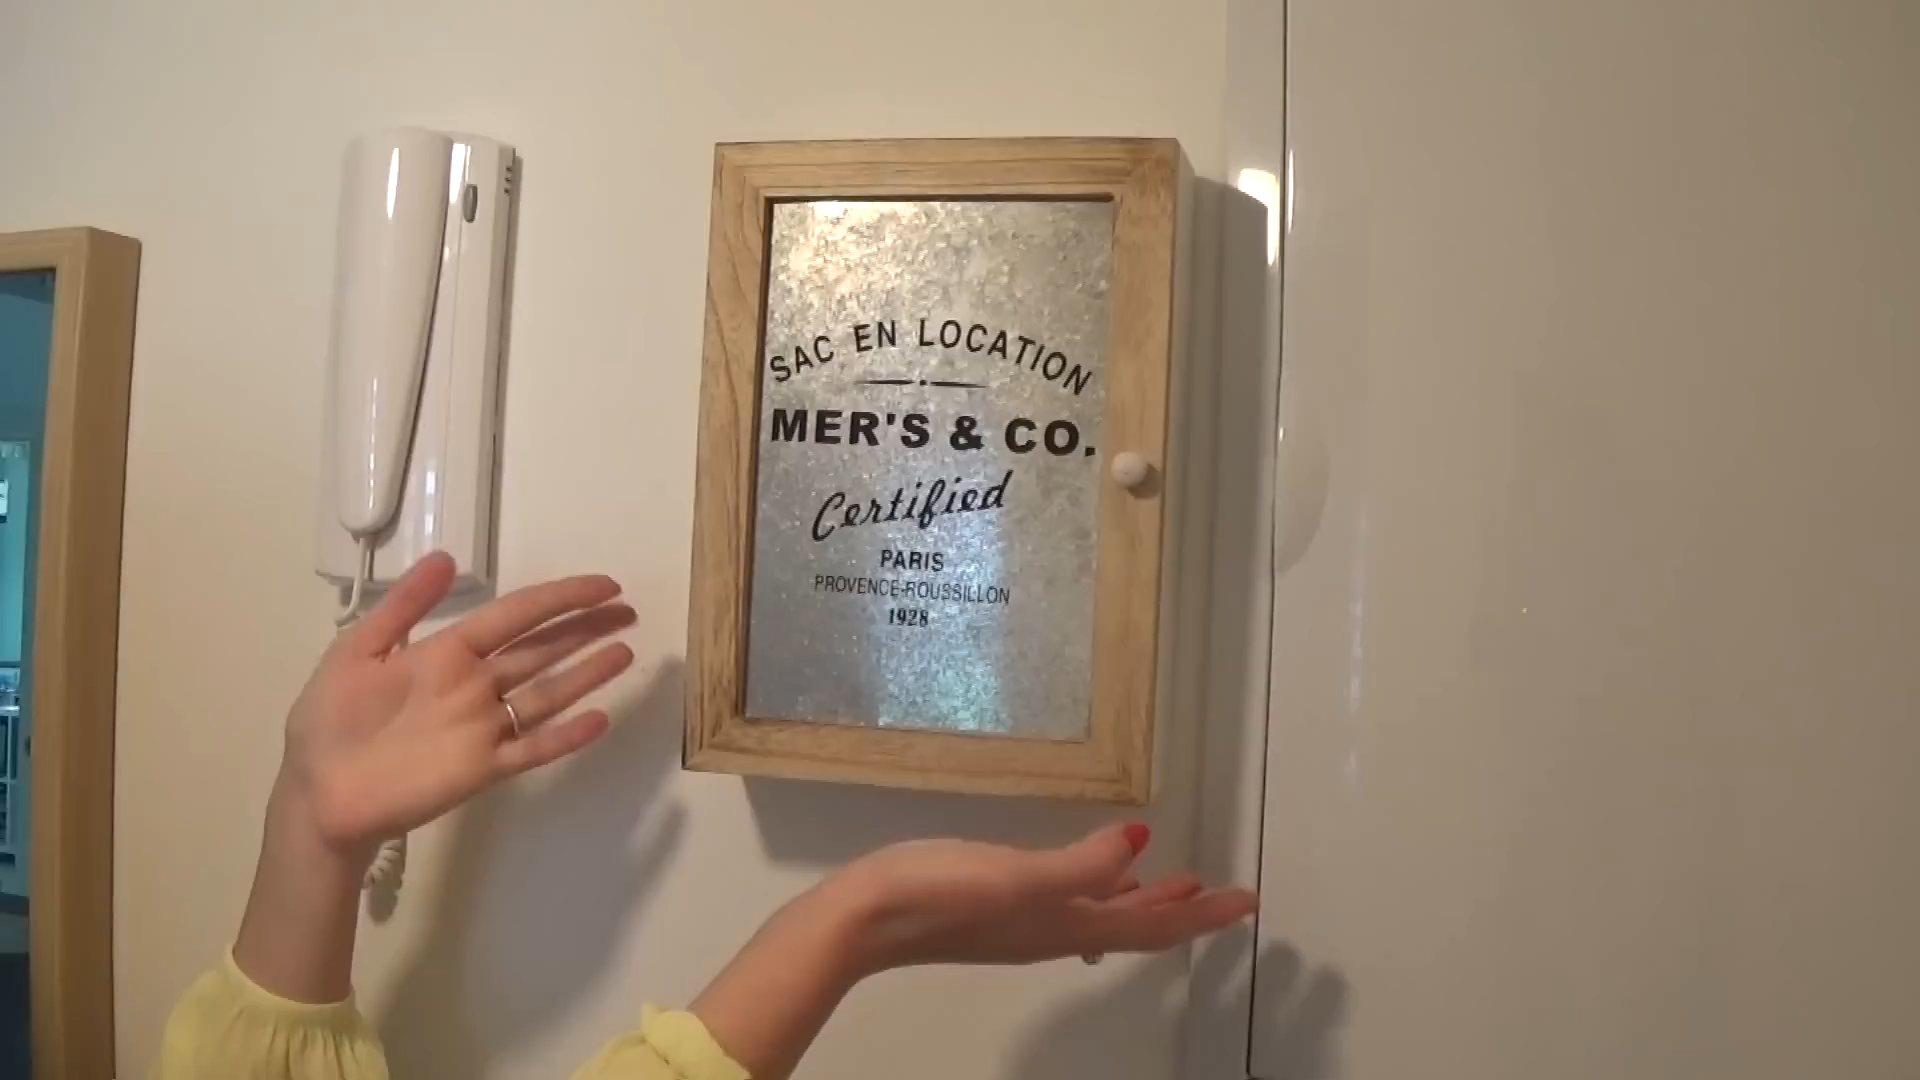 SAC EN LOCATION
MER'S & CO.
Certified
PARIS
PROVENCE-ROUSSILLON
1928